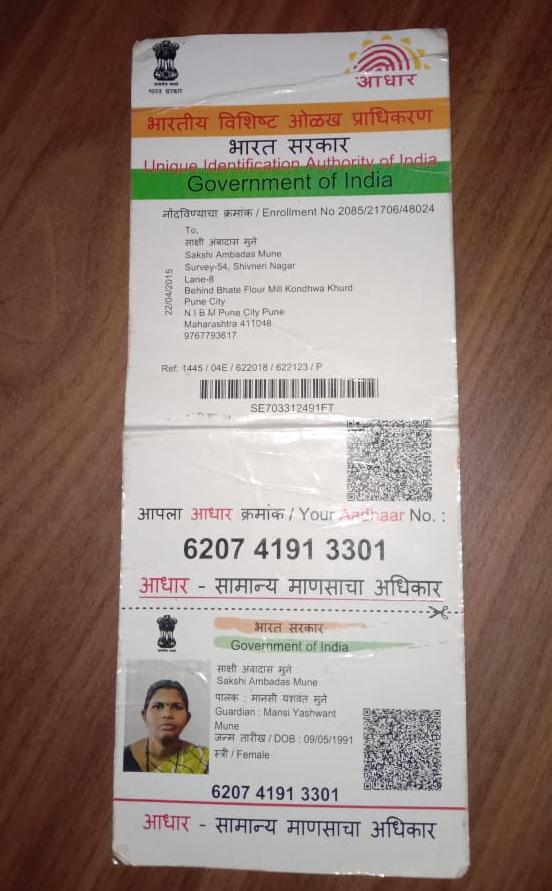 भारत सरकार
आधार
भारतीय विशिष्ट ओळख प्राधिकरण
भारत सरकार
Unique Identification Authority of India
Government of India
नोंदविण्याचा क्रमांक / Enrollment No 2085/21706/48024
To,
साक्षी अंबादास मुने
Sakshi Ambadas Mune
Survey-54, Shivneri Nagar
Lane-8
Behind Bhate Flour Mill Kondhwa Khurd
Pune City
N I B M Pune City Pune
Maharashtra 411048
9767793617
22/04/2015
Ref: 1445 / 04E / 622018 / 622123 / P
SE703312491FT
आपला आधार क्रमांक / Your Aadhaar No. :
6207 4191 3301
आधार - सामान्य माणसाचा अधिकार
भारत सरकार
Government of India
साक्षी अंबादास मुने
Sakshi Ambadas Mune
पालक : मानसी यशवंत मुने
Guardian : Mansi Yashwant
Mune
जन्म तारीख / DOB : 09/05/1991
स्त्री / Female
6207 4191 3301
आधार - सामान्य माणसाचा अधिकार